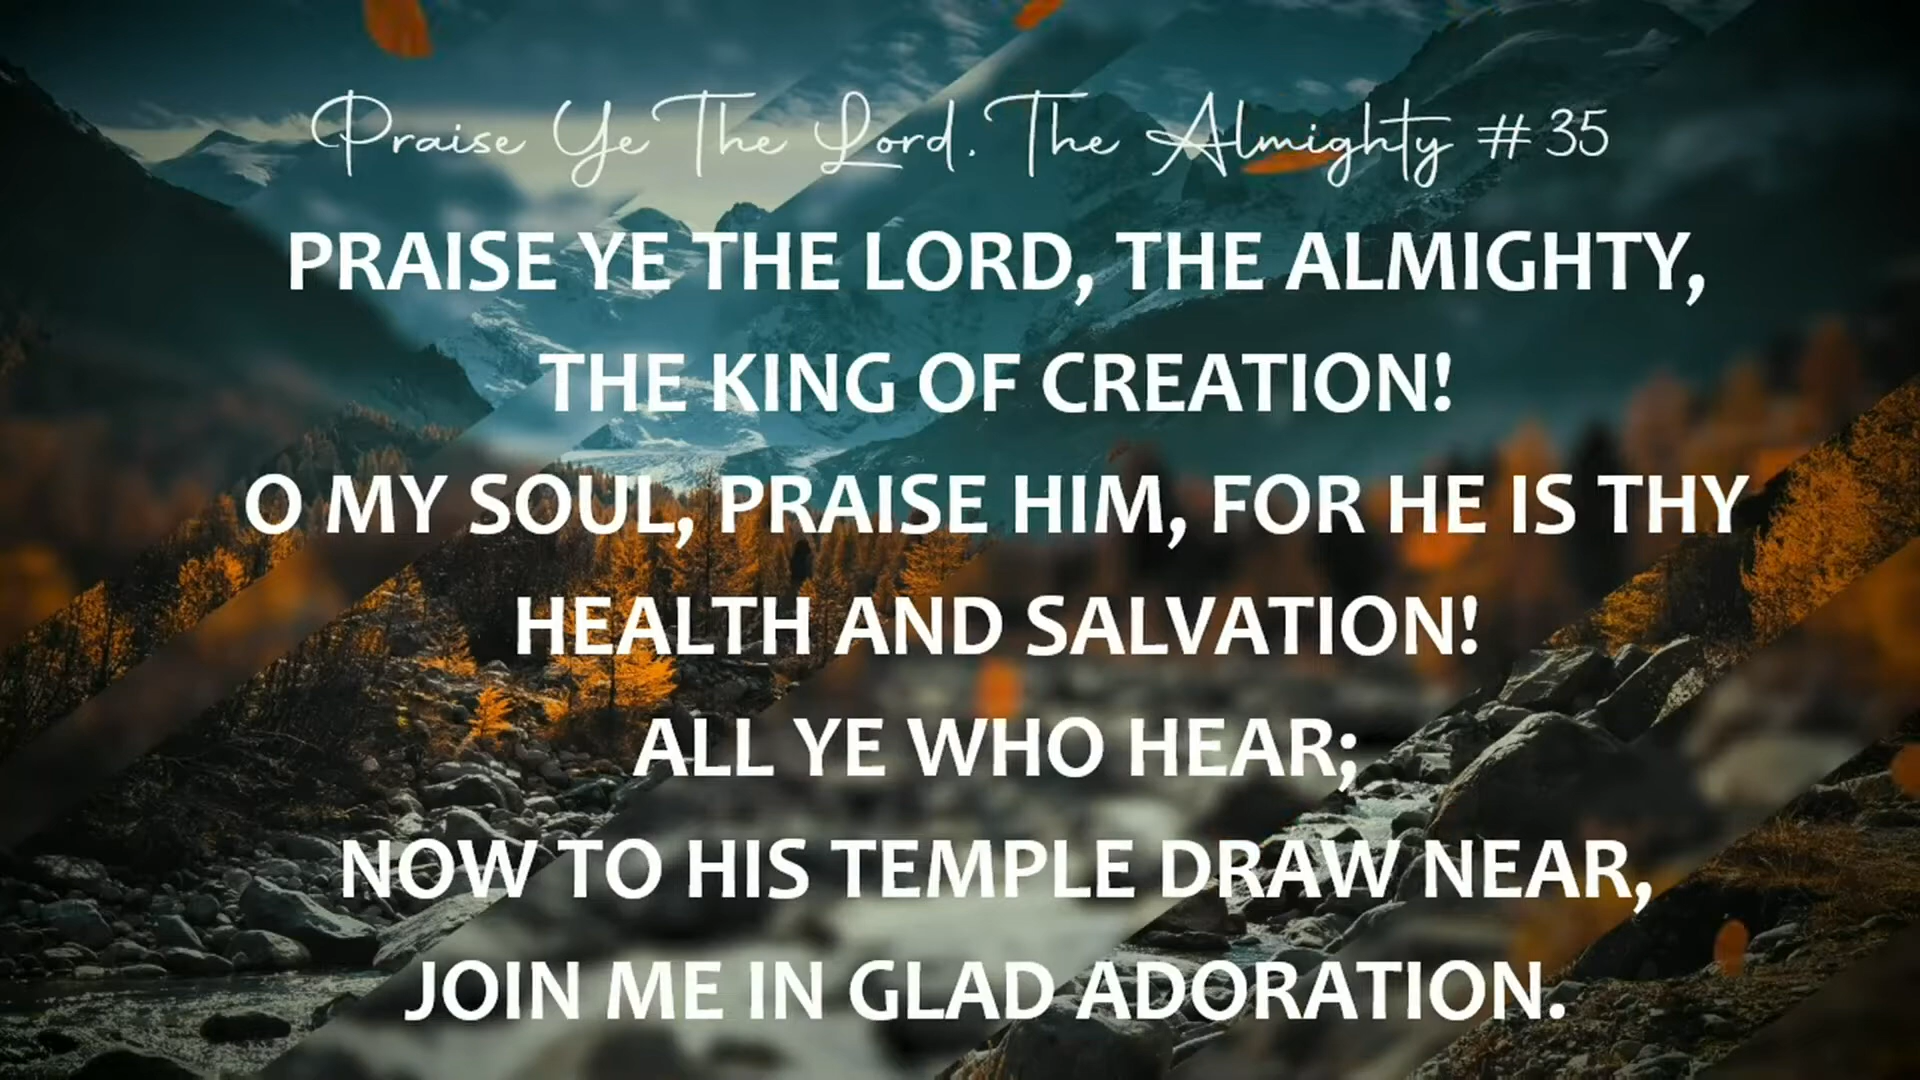 Praise Ye The Lord, The Almighty #35
PRAISE YE THE LORD, THE ALMIGHTY,
THE KING OF CREATION!
O MY SOUL, PRAISE HIM, FOR HE IS THY
HEALTH AND SALVATION!
ALL YE WHO HEAR;
NOW TO HIS TEMPLE DRAW NEAR,
JOIN ME IN GLAD ADORATION.